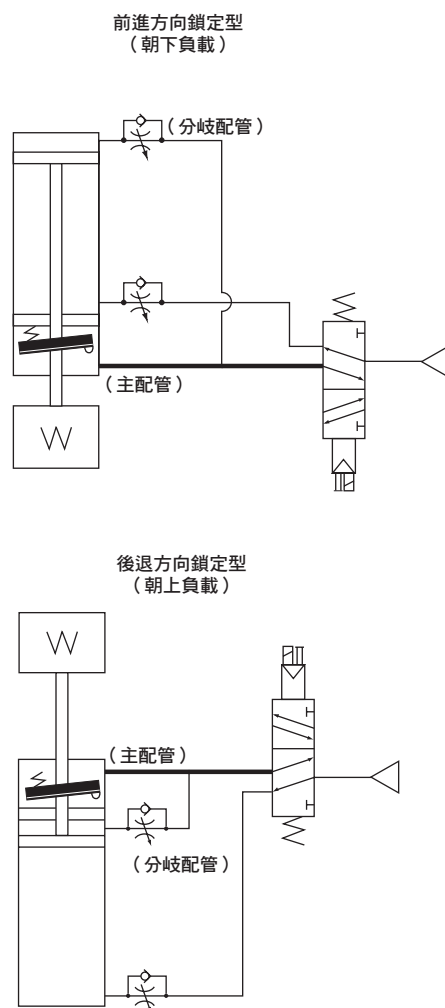 前進方向鎖定型
（朝下負載）
（分岐配管）
（主配管）
W
後退方向鎖定型
（朝上負載）
W
（主配管）
（分岐配管）